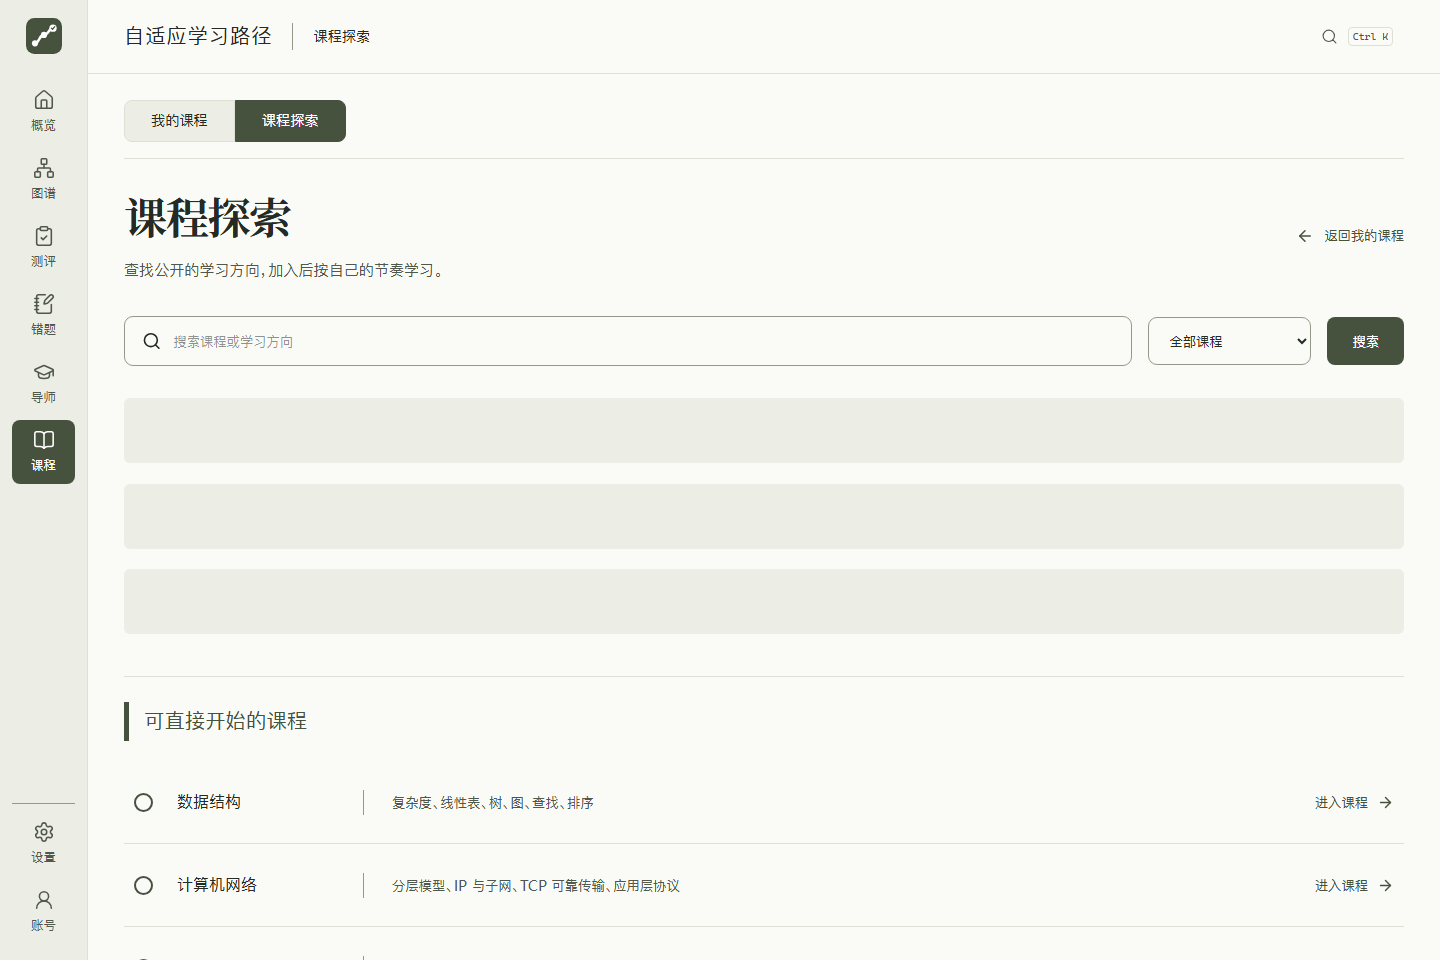 自适应学习路径
课程探索
Ctrl K
概览
图谱
测评
错题
导师
课程
设置
账号
我的课程
课程探索
课程探索
查找公开的学习方向，加入后按自己的节奏学习。
返回我的课程
搜索课程或学习方向
全部课程
搜索
可直接开始的课程
数据结构
复杂度、线性表、树、图、查找、排序
进入课程
计算机网络
分层模型、IP 与子网、TCP 可靠传输、应用层协议
进入课程